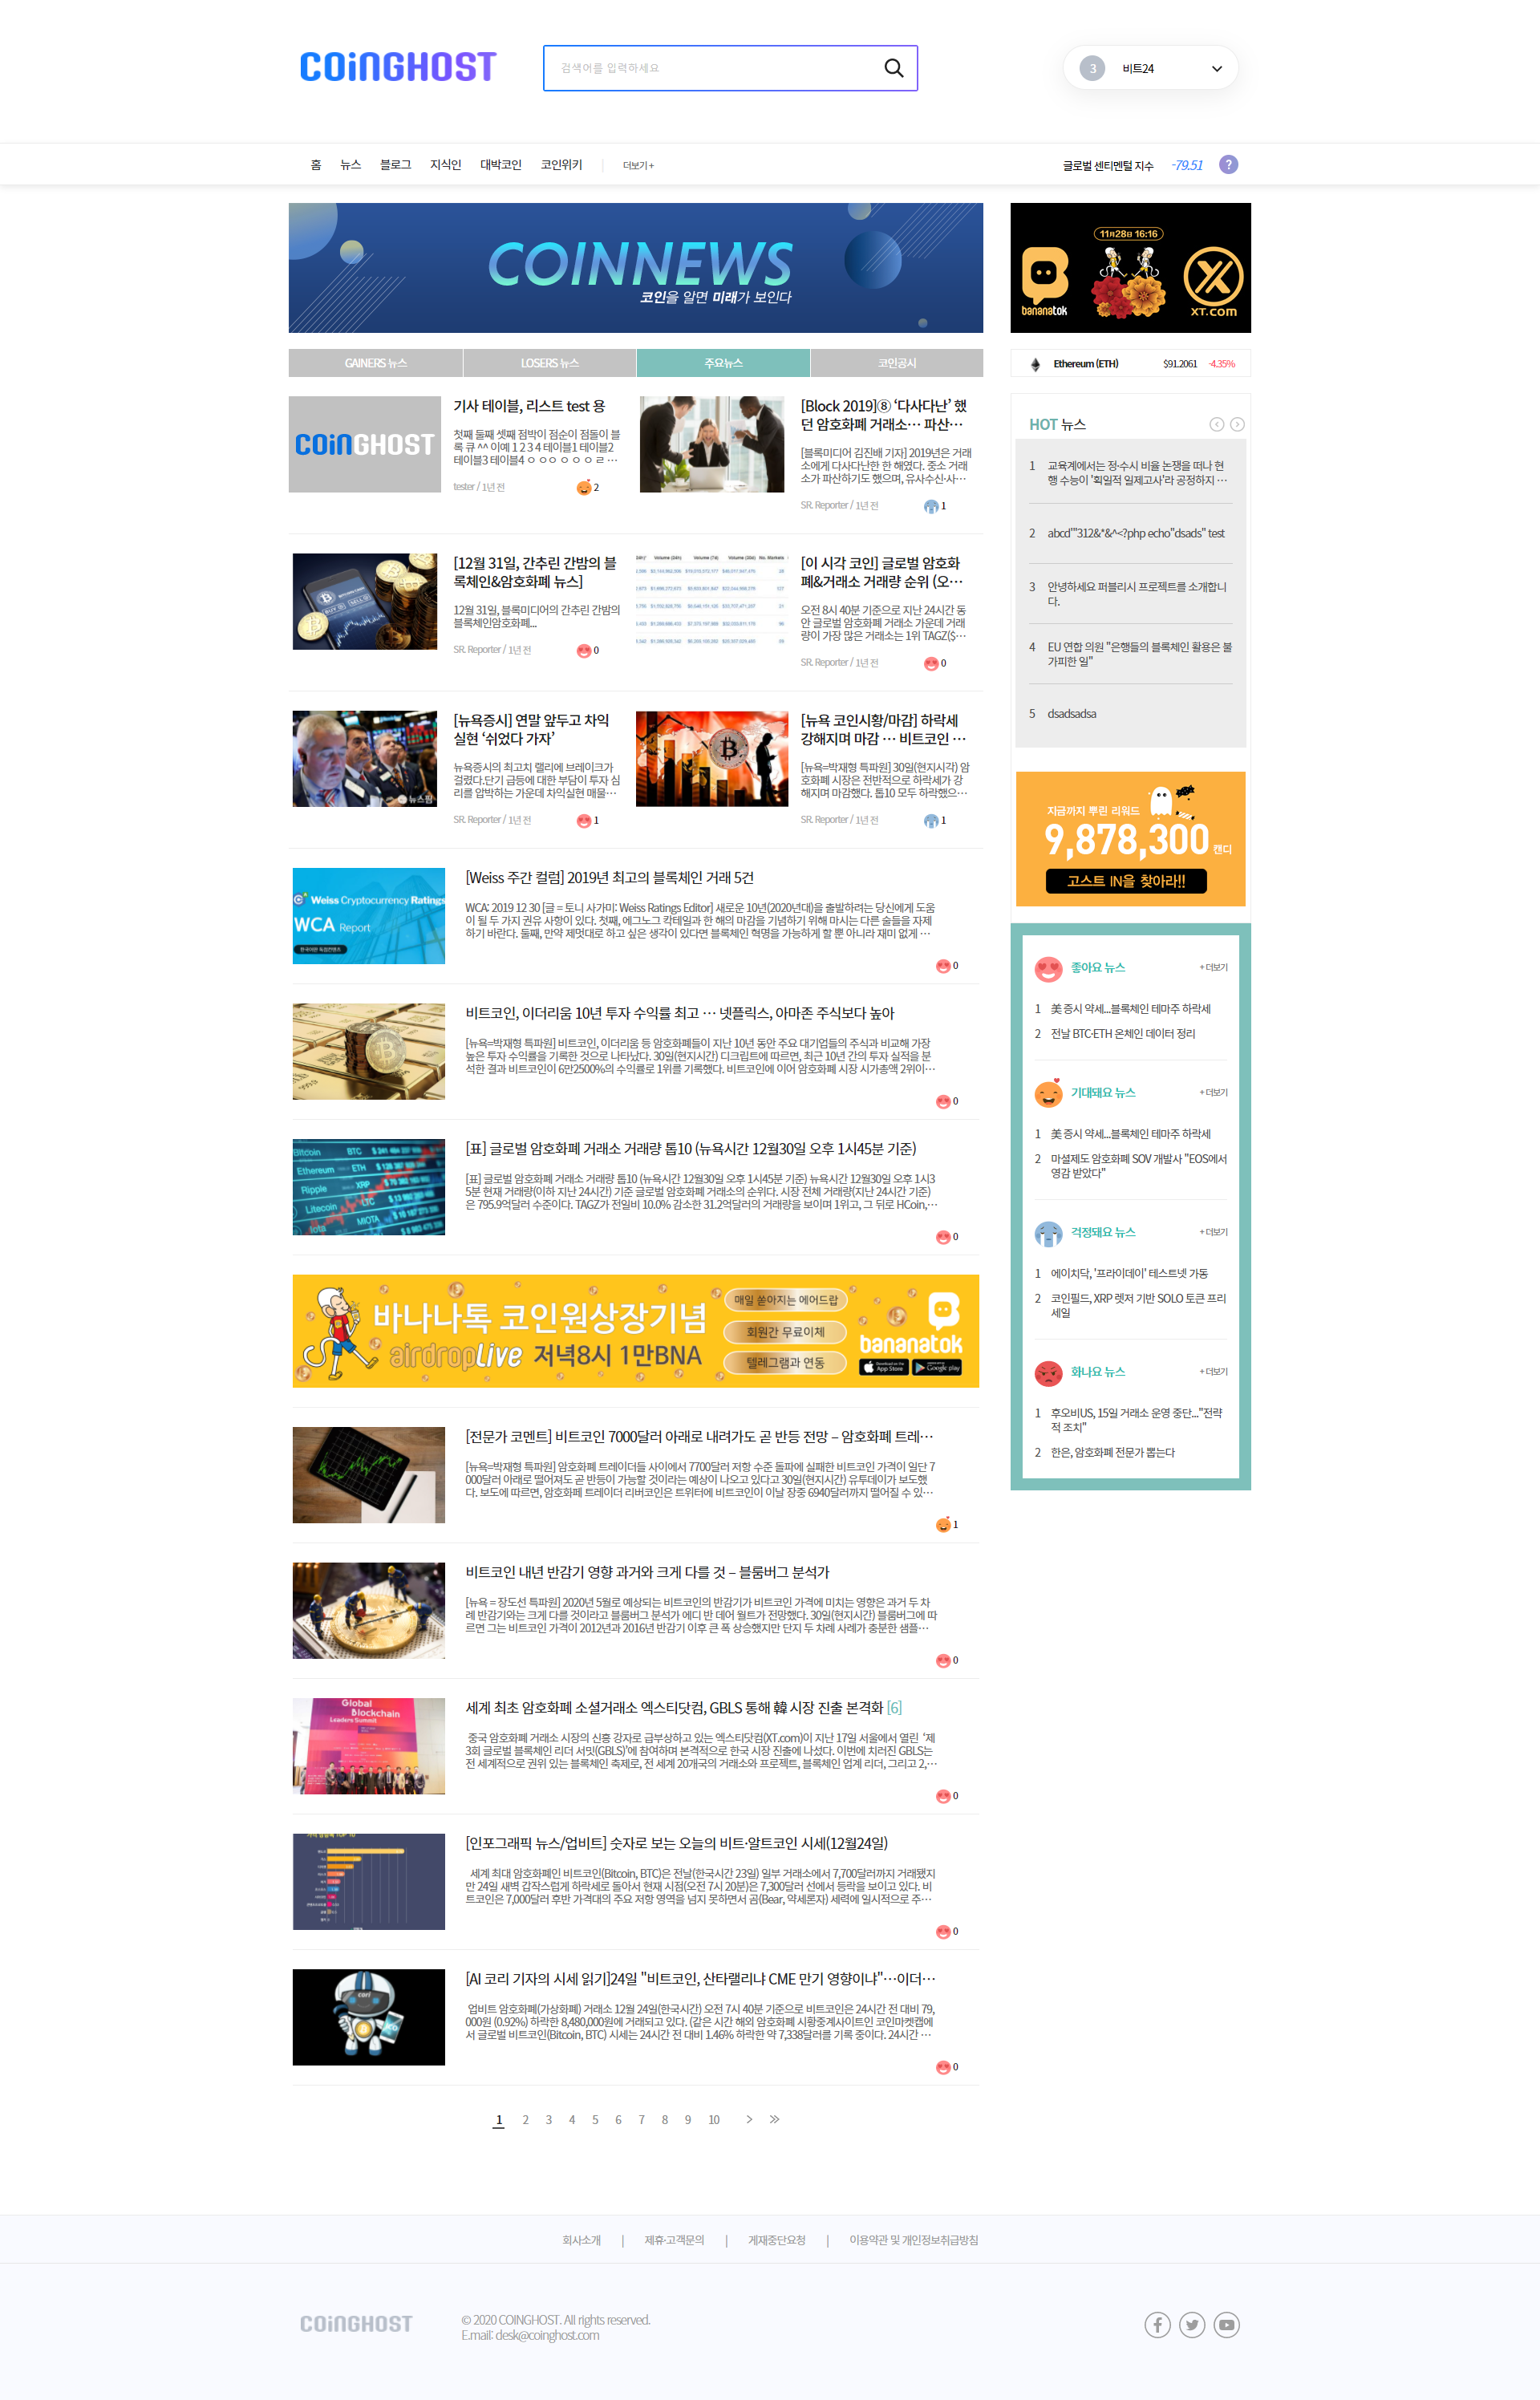 COINGHOST
검색어를 입력하세요
3 비트24
홈 뉴스 블로그 지식인 대박코인 코인위키 | 더보기 +
글로벌 센티멘털 지수 -79.51 ?
COINNEWS
코인을 알면 미래가 보인다
11月28日 16:16
bananatok
XT.com
GAINERS 뉴스 LOSERS 뉴스 주요뉴스 코인공시
Ethereum (ETH) $91.2061 -4.35%
COINGHOST
기사 테이블, 리스트 test 용
첫째 둘째 셋째 점박이 점순이 점돌이 블
록 큐 ^^ 이예 1 2 3 4 테이블1 테이블2
테이블3 테이블4 ㅇ ㅇㅇ ㅇ ㅇ ㅇ ㄹ …
tester / 1년 전 2
[Block 2019]⑧ ‘다사다난’ 했
던 암호화폐 거래소… 파산…
[블록미디어 김진배 기자] 2019년은 거래
소에게 다사다난한 한 해였다. 중소 거래
소가 파산하기도 했으며, 유사수신·사…
SR. Reporter / 1년 전 1
[12월 31일, 간추린 간밤의 블
록체인&암호화폐 뉴스]
12월 31일, 블록미디어의 간추린 간밤의
블록체인암호화폐...
SR. Reporter / 1년 전 0
[이 시각 코인] 글로벌 암호화
폐&거래소 거래량 순위 (오…
오전 8시 40분 기준으로 지난 24시간 동
안 글로벌 암호화폐 거래소 가운데 거래
량이 가장 많은 거래소는 1위 TAGZ($…
SR. Reporter / 1년 전 0
뉴스핌
[뉴욕증시] 연말 앞두고 차익
실현 ‘쉬었다 가자’
뉴욕증시의 최고치 랠리에 브레이크가
걸렸다.단기 급등에 대한 부담이 투자 심
리를 압박하는 가운데 차익실현 매물…
SR. Reporter / 1년 전 1
[뉴욕 코인시황/마감] 하락세
강해지며 마감 … 비트코인 …
[뉴욕=박재형 특파원] 30일(현지시각) 암
호화폐 시장은 전반적으로 하락세가 강
해지며 마감했다. 톱10 모두 하락했으…
SR. Reporter / 1년 전 1
Weiss Cryptocurrency Ratings
WCA Report
한국어판 독점컨텐츠
[Weiss 주간 컬럼] 2019년 최고의 블록체인 거래 5건
WCA: 2019 12 30 [글 = 토니 사가미: Weiss Ratings Editor] 새로운 10년(2020년대)을 출발하려는 당신에게 도움
이 될 두 가지 권유 사항이 있다. 첫째, 에그노그 칵테일과 한 해의 마감을 기념하기 위해 마시는 다른 술들을 자제
하기 바란다. 둘째, 만약 제멋대로 하고 싶은 생각이 있다면 블록체인 혁명을 가능하게 할 뿐 아니라 재미 없게 …
0
비트코인, 이더리움 10년 투자 수익률 최고 … 넷플릭스, 아마존 주식보다 높아
[뉴욕=박재형 특파원] 비트코인, 이더리움 등 암호화폐들이 지난 10년 동안 주요 대기업들의 주식과 비교해 가장
높은 투자 수익률을 기록한 것으로 나타났다. 30일(현지시간) 디크립트에 따르면, 최근 10년 간의 투자 실적을 분
석한 결과 비트코인이 6만2500%의 수익률로 1위를 기록했다. 비트코인에 이어 암호화폐 시장 시가총액 2위이…
0
[표] 글로벌 암호화폐 거래소 거래량 톱10 (뉴욕시간 12월30일 오후 1시45분 기준)
[표] 글로벌 암호화폐 거래소 거래량 톱10 (뉴욕시간 12월30일 오후 1시45분 기준) 뉴욕시간 12월30일 오후 1시3
5분 현재 거래량(이하 지난 24시간) 기준 글로벌 암호화폐 거래소의 순위다. 시장 전체 거래량(지난 24시간 기준)
은 795.9억달러 수준이다. TAGZ가 전일비 10.0% 감소한 31.2억달러의 거래량을 보이며 1위고, 그 뒤로 HCoin,…
0
바나나톡 코인원상장기념
airdroplive 저녁8시 1만BNA
매일 쏟아지는 에어드랍
회원간 무료이체
텔레그램과 연동
bananatok
App Store
Google play
[전문가 코멘트] 비트코인 7000달러 아래로 내려가도 곧 반등 전망 – 암호화폐 트레…
[뉴욕=박재형 특파원] 암호화폐 트레이더들 사이에서 7700달러 저항 수준 돌파에 실패한 비트코인 가격이 일단 7
000달러 아래로 떨어져도 곧 반등이 가능할 것이라는 예상이 나오고 있다고 30일(현지시간) 유투데이가 보도했
다. 보도에 따르면, 암호화폐 트레이더 리버코인은 트위터에 비트코인이 이날 장중 6940달러까지 떨어질 수 있…
1
비트코인 내년 반감기 영향 과거와 크게 다를 것 – 블룸버그 분석가
[뉴욕 = 장도선 특파원] 2020년 5월로 예상되는 비트코인의 반감기가 비트코인 가격에 미치는 영향은 과거 두 차
례 반감기와는 크게 다를 것이라고 블룸버그 분석가 에디 반 데어 월트가 전망했다. 30일(현지시간) 블룸버그에 따
르면 그는 비트코인 가격이 2012년과 2016년 반감기 이후 큰 폭 상승했지만 단지 두 차례 사례가 충분한 샘플…
0
Global
Blockchain
Leaders Summit
세계 최초 암호화폐 소셜거래소 엑스티닷컴, GBLS 통해 韓 시장 진출 본격화 [6]
중국 암호화폐 거래소 시장의 신흥 강자로 급부상하고 있는 엑스티닷컴(XT.com)이 지난 17일 서울에서 열린 ‘제
3회 글로벌 블록체인 리더 서밋(GBLS)’에 참여하며 본격적으로 한국 시장 진출에 나섰다. 이번에 치러진 GBLS는
전 세계적으로 권위 있는 블록체인 축제로, 전 세계 20개국의 거래소와 프로젝트, 블록체인 업계 리더, 그리고 2,…
0
[인포그래픽 뉴스/업비트] 숫자로 보는 오늘의 비트·알트코인 시세(12월24일)
세계 최대 암호화폐인 비트코인(Bitcoin, BTC)은 전날(한국시간 23일) 일부 거래소에서 7,700달러까지 거래됐지
만 24일 새벽 갑작스럽게 하락세로 돌아서 현재 시점(오전 7시 20분)은 7,300달러 선에서 등락을 보이고 있다. 비
트코인은 7,000달러 후반 가격대의 주요 저항 영역을 넘지 못하면서 곰(Bear, 약세론자) 세력에 일시적으로 주…
0
[AI 코리 기자의 시세 읽기]24일 "비트코인, 산타랠리냐 CME 만기 영향이냐"…이더…
업비트 암호화폐(가상화폐) 거래소 12월 24일(한국시간) 오전 7시 40분 기준으로 비트코인은 24시간 전 대비 79,
000원 (0.92%) 하락한 8,480,000원에 거래되고 있다. (같은 시간 해외 암호화폐 시황중계사이트인 코인마켓캡에
서 글로벌 비트코인(Bitcoin, BTC) 시세는 24시간 전 대비 1.46% 하락한 약 7,338달러를 기록 중이다. 24시간 …
0
1 2 3 4 5 6 7 8 9 10 > >>
HOT 뉴스
1 교육계에서는 정·수시 비율 논쟁을 떠나 현
행 수능이 '획일적 일제고사'라 공정하지 …
2 abcd'"'312&*&^<?php echo"dsads" test
3 안녕하세요 퍼블리시 프로젝트를 소개합니
다.
4 EU 연합 의원 "은행들의 블록체인 활용은 불
가피한 일"
5 dsadsadsa
지금까지 뿌린 리워드
9,878,300 캔디
고스트 IN을 찾아라!!
좋아요 뉴스 + 더보기
1 美 증시 약세...블록체인 테마주 하락세
2 전날 BTC·ETH 온체인 데이터 정리
기대돼요 뉴스 + 더보기
1 美 증시 약세...블록체인 테마주 하락세
2 마셜제도 암호화폐 SOV 개발사 "EOS에서
영감 받았다"
걱정돼요 뉴스 + 더보기
1 에이치닥, '프라이데이' 테스트넷 가동
2 코인필드, XRP 렛저 기반 SOLO 토큰 프리
세일
화나요 뉴스 + 더보기
1 후오비US, 15일 거래소 운영 중단..."전략
적 조치"
2 한은, 암호화폐 전문가 뽑는다
회사소개 | 제휴·고객문의 | 게재중단요청 | 이용약관 및 개인정보취급방침
COINGHOST
© 2020 COINGHOST. All rights reserved.
E.mail: desk@coinghost.com